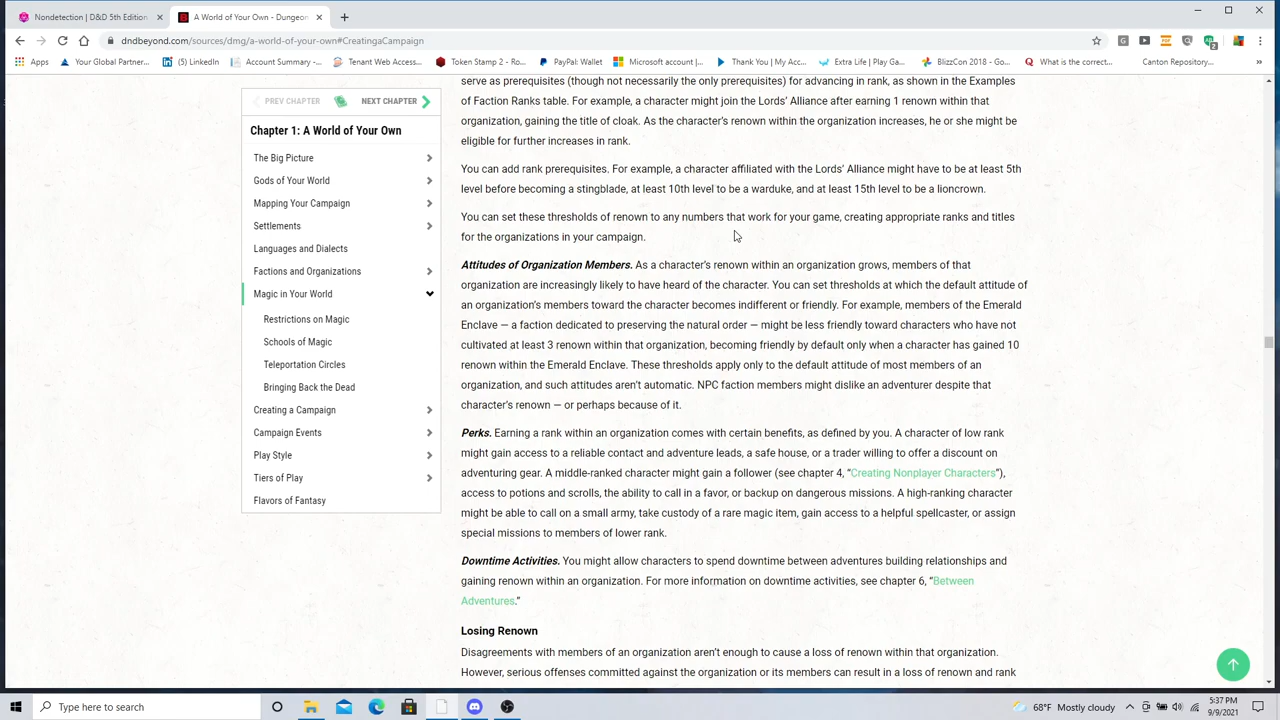 Nondetection | D&D 5th Edition
A World of Your Own - Dungeon
dndbeyond.com/sources/dmg/a-world-of-your-own#CreatingaCampaign
Apps
Your Global Partner...
(5) LinkedIn
Account Summary -...
Tenant Web Access...
Token Stamp 2 - Ro...
PayPal: Wallet
Microsoft account |...
Thank You | My Acc...
Extra Life | Play Ga...
BlizzCon 2018 - Go...
What is the correct...
Canton Repository...
PREV CHAPTER
NEXT CHAPTER
Chapter 1: A World of Your Own
The Big Picture
Gods of Your World
Mapping Your Campaign
Settlements
Languages and Dialects
Factions and Organizations
Magic in Your World
Restrictions on Magic
Schools of Magic
Teleportation Circles
Bringing Back the Dead
Creating a Campaign
Campaign Events
Play Style
Tiers of Play
Flavors of Fantasy
serve as prerequisites (though not necessarily the only prerequisites) for advancing in rank, as shown in the Examples
of Faction Ranks table. For example, a character might join the Lords’ Alliance after earning 1 renown within that
organization, gaining the title of cloak. As the character’s renown within the organization increases, he or she might be
eligible for further increases in rank.
You can add rank prerequisites. For example, a character affiliated with the Lords’ Alliance might have to be at least 5th
level before becoming a stingblade, at least 10th level to be a warduke, and at least 15th level to be a lioncrown.
You can set these thresholds of renown to any numbers that work for your game, creating appropriate ranks and titles
for the organizations in your campaign.
Attitudes of Organization Members. As a character’s renown within an organization grows, members of that
organization are increasingly likely to have heard of the character. You can set thresholds at which the default attitude of
an organization’s members toward the character becomes indifferent or friendly. For example, members of the Emerald
Enclave — a faction dedicated to preserving the natural order — might be less friendly toward characters who have not
cultivated at least 3 renown within that organization, becoming friendly by default only when a character has gained 10
renown within the Emerald Enclave. These thresholds apply only to the default attitude of most members of an
organization, and such attitudes aren’t automatic. NPC faction members might dislike an adventurer despite that
character’s renown — or perhaps because of it.
Perks. Earning a rank within an organization comes with certain benefits, as defined by you. A character of low rank
might gain access to a reliable contact and adventure leads, a safe house, or a trader willing to offer a discount on
adventuring gear. A middle-ranked character might gain a follower (see chapter 4, “Creating Nonplayer Characters“),
access to potions and scrolls, the ability to call in a favor, or backup on dangerous missions. A high-ranking character
might be able to call on a small army, take custody of a rare magic item, gain access to a helpful spellcaster, or assign
special missions to members of lower rank.
Downtime Activities. You might allow characters to spend downtime between adventures building relationships and
gaining renown within an organization. For more information on downtime activities, see chapter 6, “Between
Adventures.”
Losing Renown
Disagreements with members of an organization aren’t enough to cause a loss of renown within that organization.
However, serious offenses committed against the organization or its members can result in a loss of renown and rank
Type here to search
68°F Mostly cloudy
5:37 PM
9/9/2021